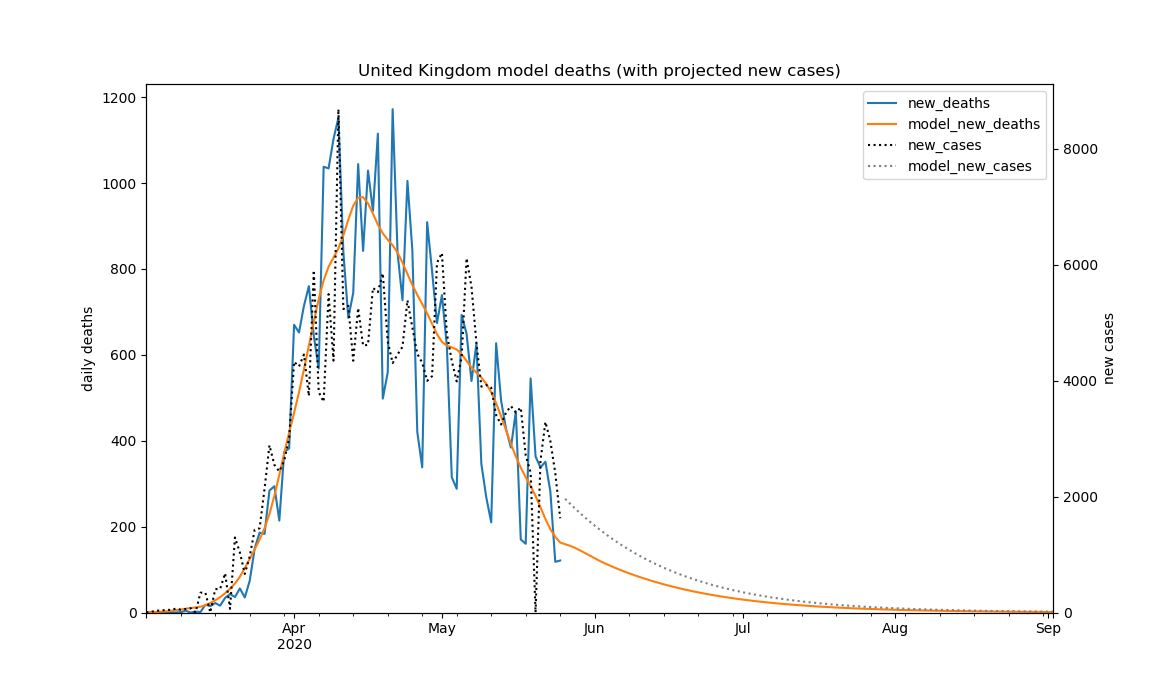 United Kingdom model deaths (with projected new cases)
new_deaths
model_new_deaths
new_cases
model_new_cases
1200
1000
800
600
400
200
0
daily deaths
8000
6000
4000
2000
0
new cases
Apr
2020
May
Jun
Jul
Aug
Sep